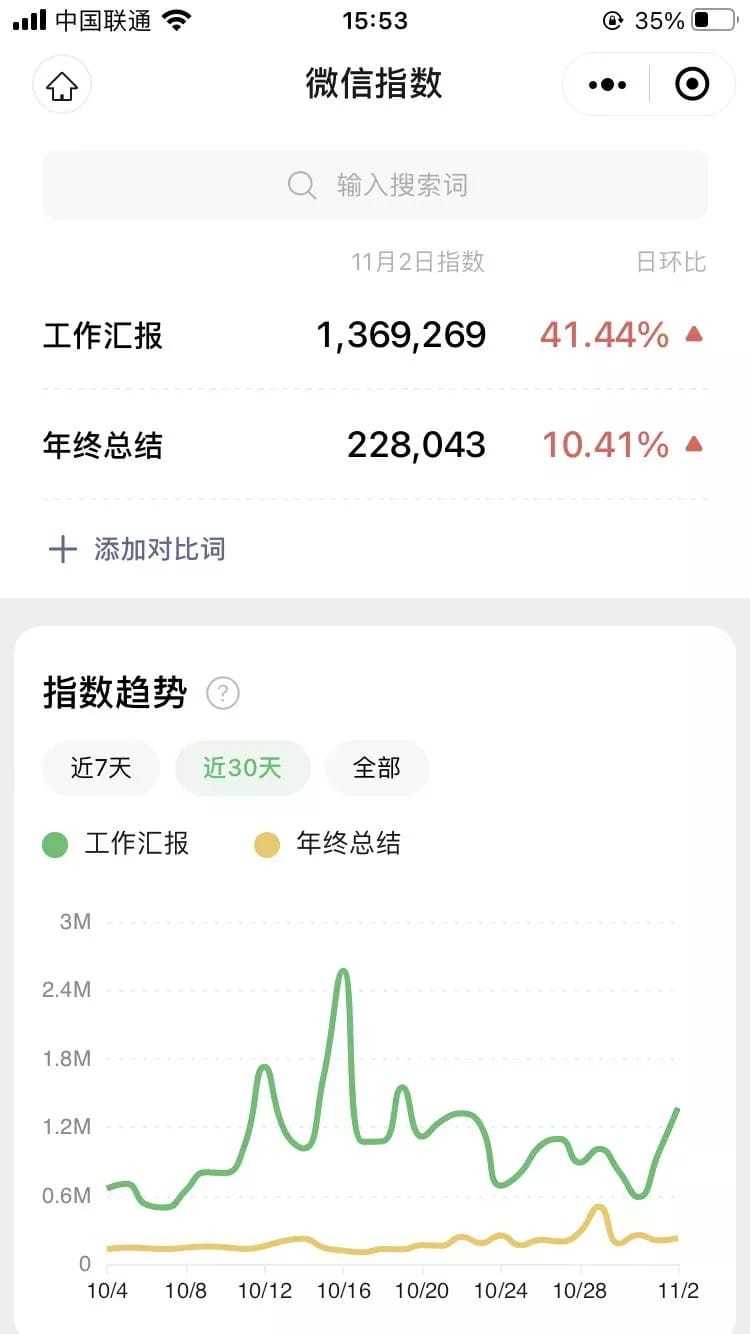 中国联通 15:53 35%
微信指数
输入搜索词
11月2日指数 日环比
工作汇报 1,369,269 41.44% ▲
年终总结 228,043 10.41% ▲
+ 添加对比词
指数趋势 ?
近7天 近30天 全部
工作汇报 年终总结
3M
2.4M
1.8M
1.2M
0.6M
0
10/4 10/8 10/12 10/16 10/20 10/24 10/28 11/2